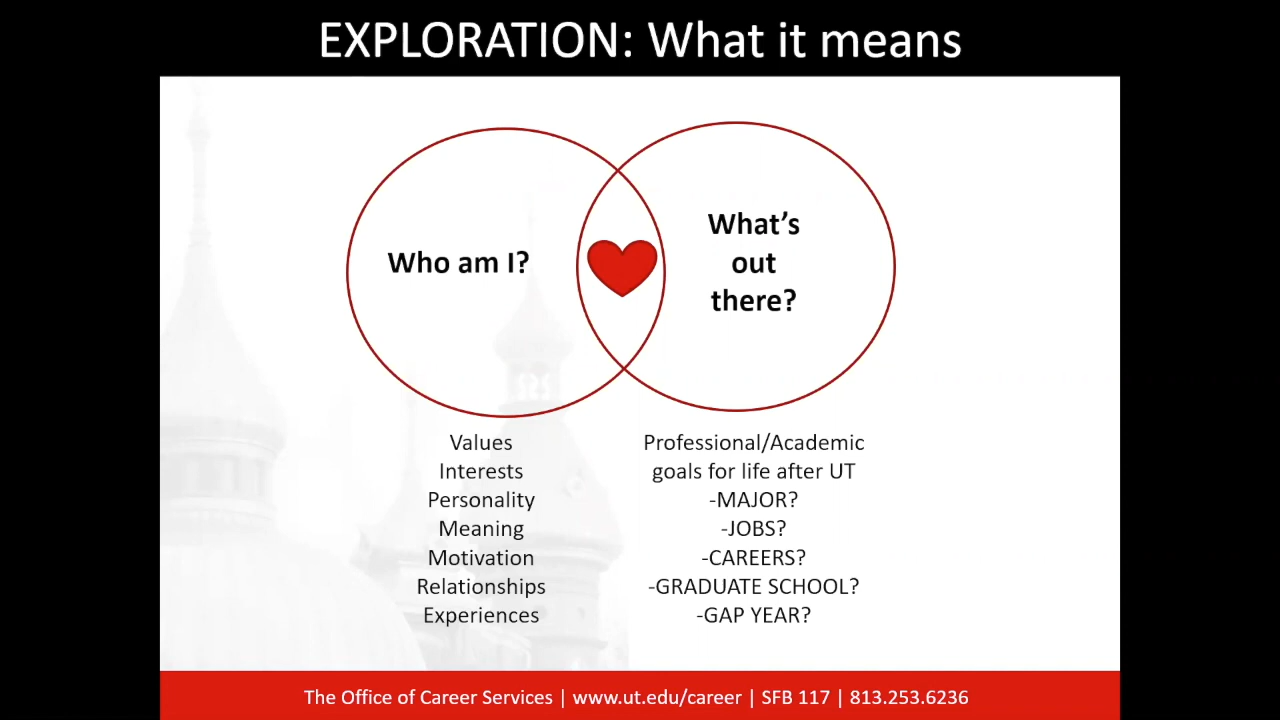 EXPLORATION: What it means
Who am I?
What's
out
there?
Values
Interests
Personality
Meaning
Motivation
Relationships
Experiences
Professional/Academic
goals for life after UT
-MAJOR?
-JOBS?
-CAREERS?
-GRADUATE SCHOOL?
-GAP YEAR?
The Office of Career Services | www.ut.edu/career | SFB 117 | 813.253.6236